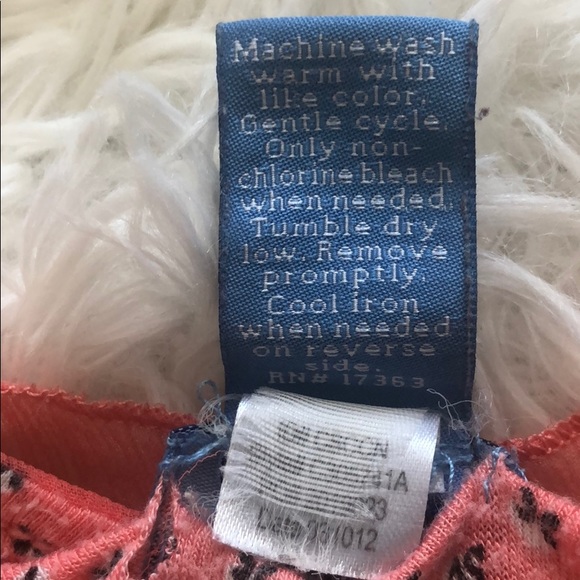 Machine wash
warm with
like color.
Gentle cycle.
Only non-
chlorine bleach
when needed.
Tumble dry
low. Remove
promptly.
Cool iron
when needed
on reverse
side.
RN# 17363
Date